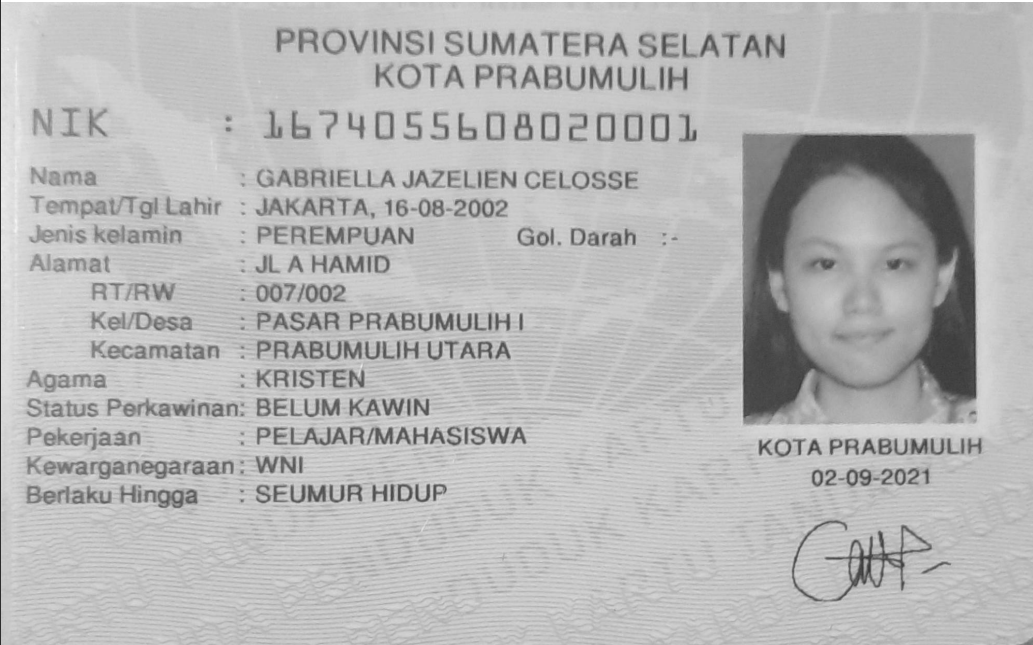 PROVINSI SUMATERA SELATAN
KOTA PRABUMULIH
NIK : 1674055608020001
Nama : GABRIELLA JAZELIEN CELOSSE
Tempat/Tgl Lahir : JAKARTA, 16-08-2002
Jenis kelamin : PEREMPUAN Gol. Darah :-
Alamat : JL A HAMID
RT/RW : 007/002
Kel/Desa : PASAR PRABUMULIH I
Kecamatan : PRABUMULIH UTARA
Agama : KRISTEN
Status Perkawinan: BELUM KAWIN
Pekerjaan : PELAJAR/MAHASISWA
Kewarganegaraan: WNI
Berlaku Hingga : SEUMUR HIDUP
KOTA PRABUMULIH
02-09-2021